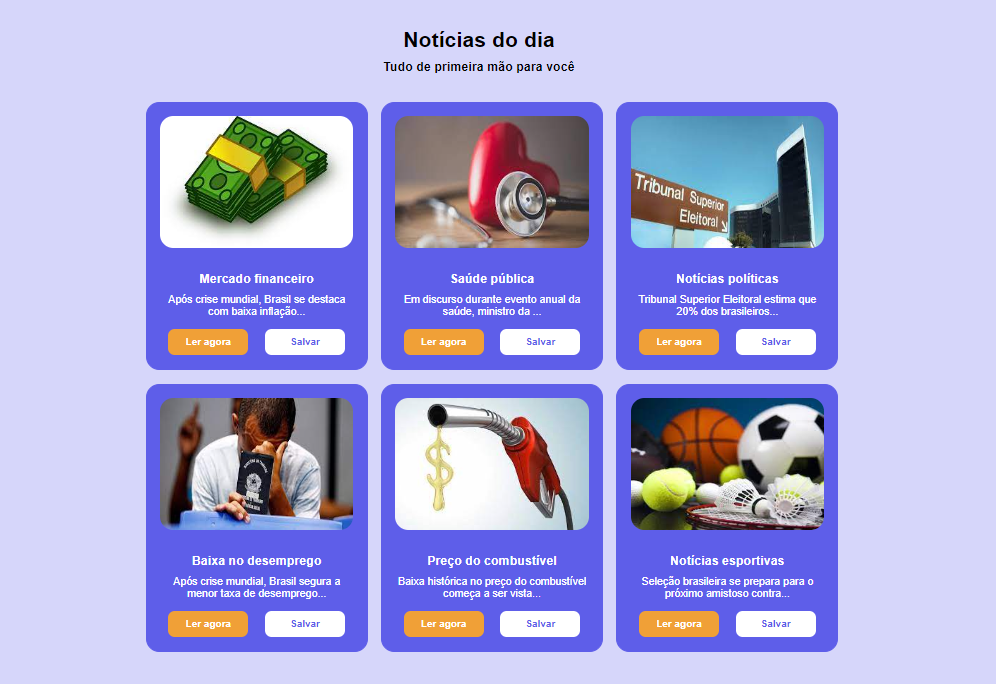 Notícias do dia
Tudo de primeira mão para você
Tribunal Superior
Eleitoral
Mercado financeiro
Após crise mundial, Brasil se destaca
com baixa inflação...
Ler agora
Salvar
Saúde pública
Em discurso durante evento anual da
saúde, ministro da ...
Ler agora
Salvar
Notícias políticas
Tribunal Superior Eleitoral estima que
20% dos brasileiros...
Ler agora
Salvar
Baixa no desemprego
Após crise mundial, Brasil segura a
menor taxa de desemprego...
Ler agora
Salvar
Preço do combustível
Baixa histórica no preço do combustível
começa a ser vista...
Ler agora
Salvar
Notícias esportivas
Seleção brasileira se prepara para o
próximo amistoso contra...
Ler agora
Salvar